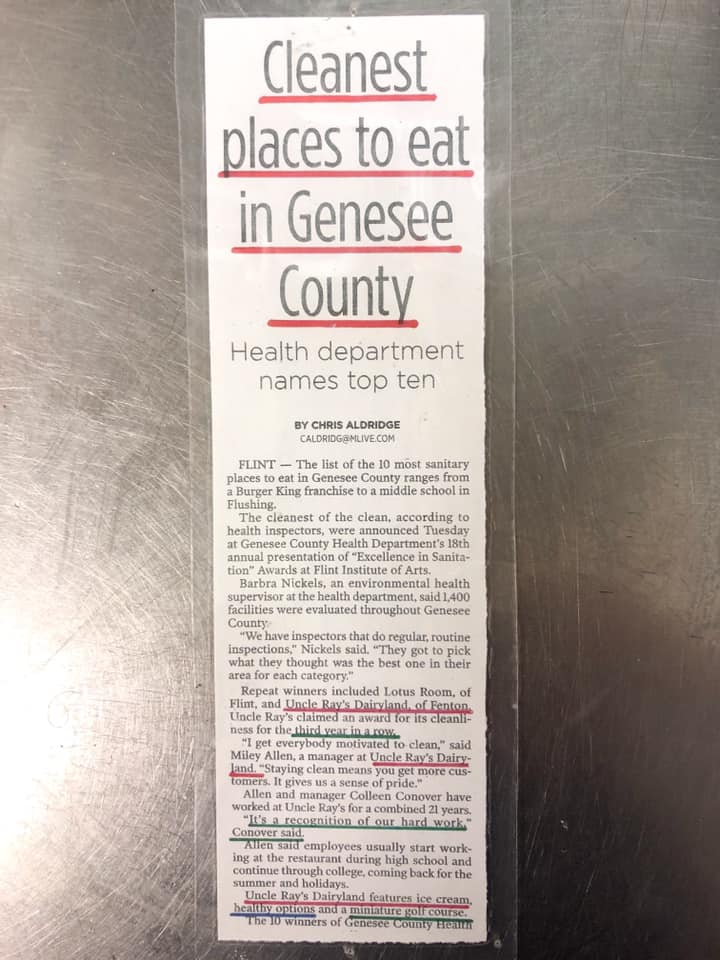 Cleanest
places to eat
in Genesee
County
Health department
names top ten
BY CHRIS ALDRIDGE
CALDRIDG@MLIVE.COM
FLINT — The list of the 10 most sanitary
places to eat in Genesee County ranges from
a Burger King franchise to a middle school in
Flushing.
The cleanest of the clean, according to
health inspectors, were announced Tuesday
at Genesee County Health Department's 18th
annual presentation of "Excellence in Sanita-
tion" Awards at Flint Institute of Arts.
Barbra Nickels, an environmental health
supervisor at the health department, said 1,400
facilities were evaluated throughout Genesee
County.
"We have inspectors that do regular, routine
inspections," Nickels said. "They got to pick
what they thought was the best one in their
area for each category."
Repeat winners included Lotus Room, of
Flint, and Uncle Ray's Dairyland, of Fenton.
Uncle Ray's claimed an award for its cleanli-
ness for the third year in a row.
"I get everybody motivated to clean," said
Miley Allen, a manager at Uncle Ray's Dairy-
land. "Staying clean means you get more cus-
tomers. It gives us a sense of pride."
Allen and manager Colleen Conover have
worked at Uncle Ray's for a combined 21 years.
"It's a recognition of our hard work,"
Conover said.
Allen said employees usually start work-
ing at the restaurant during high school and
continue through college, coming back for the
summer and holidays.
Uncle Ray's Dairyland features ice cream,
healthy options and a miniature golf course.
The 10 winners of Genesee County Health